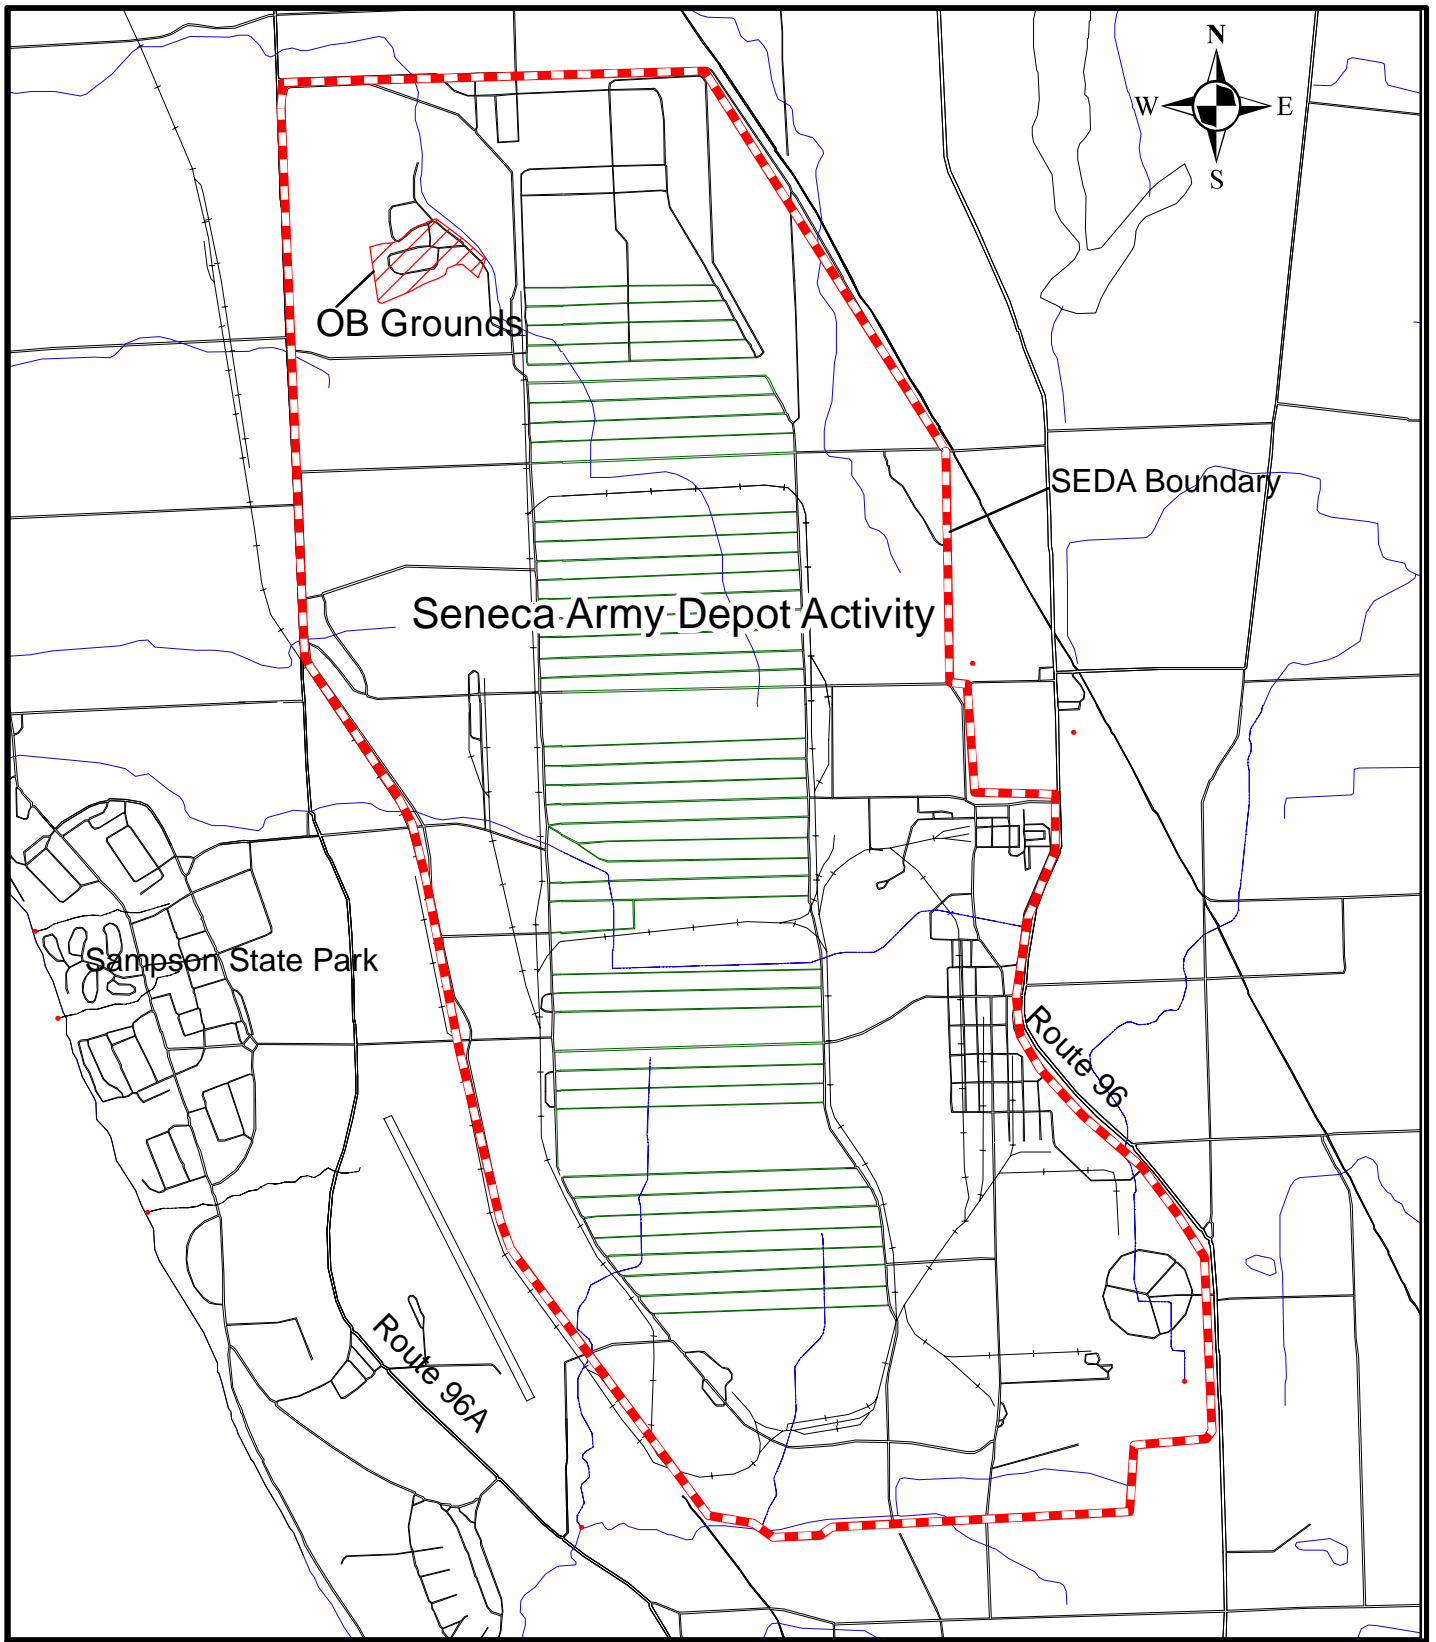 N
W E
S
OB Grounds
SEDA Boundary
Seneca Army Depot Activity
Sampson State Park
Route 96
Route 96A